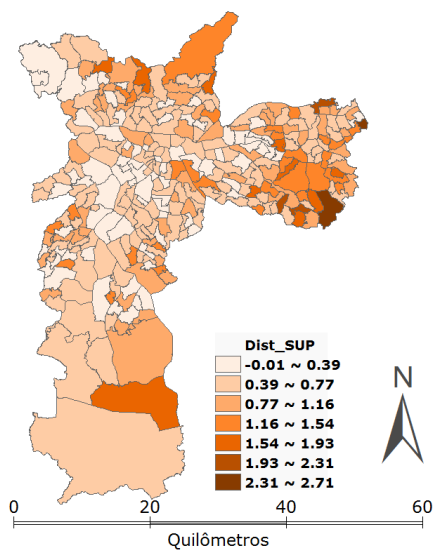 Dist_SUP
-0.01 ~ 0.39
0.39 ~ 0.77
0.77 ~ 1.16
1.16 ~ 1.54
1.54 ~ 1.93
1.93 ~ 2.31
2.31 ~ 2.71
N
0 20 40 60
Quilômetros